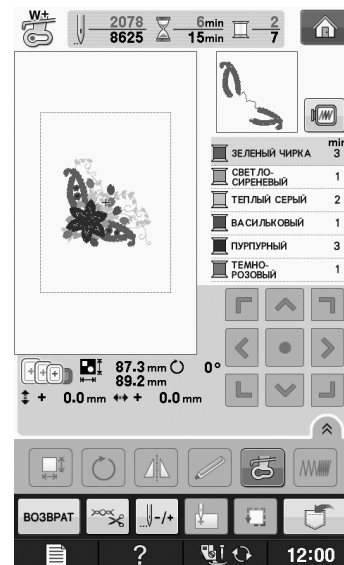 W+
2078 6min 2
8625 15min 7
min
ЗЕЛЕНЫЙ ЧИРКА 3
СВЕТЛО-
СИРЕНЕВЫЙ 1
ТЕПЛЫЙ СЕРЫЙ 2
ВАСИЛЬКОВЫЙ 1
ПУРПУРНЫЙ 3
ТЕМНО-
РОЗОВЫЙ 1
87.3 mm 0°
89.2 mm
+ 0.0 mm + 0.0 mm
ВОЗВРАТ -/+
? 12:00